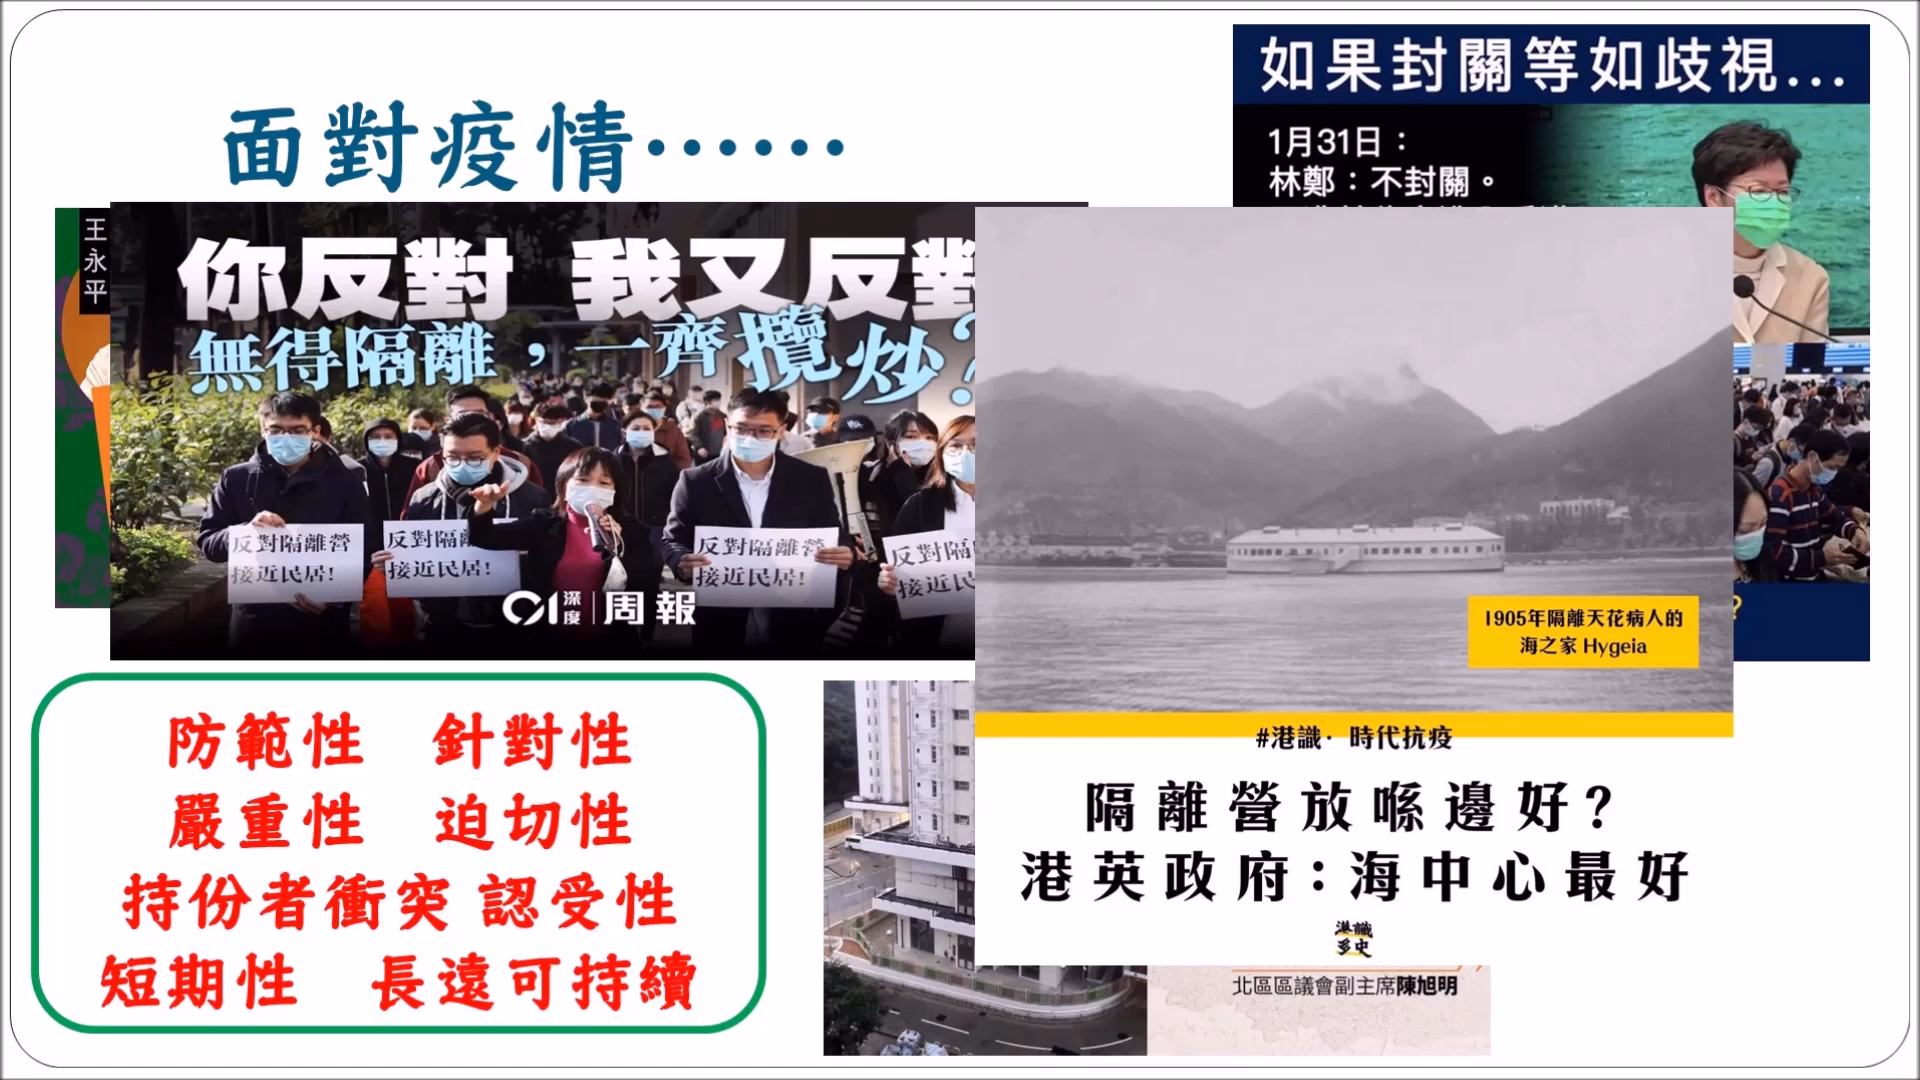 面對疫情……
如果封關等如歧視...
1月31日：
林鄭：不封關。
王永平
你反對 我又反對
無得隔離，一齊攬炒?
反對隔離營
接近民居!
反對隔離
接近民居!
反對隔離營
接近民居!
反對隔
接近民
01深度|周報
1905年隔離天花病人的
海之家 Hygeia
?
#港識·時代抗疫
隔離營放喺邊好?
港英政府：海中心最好
港識
多史
北區區議會副主席陳旭明
防範性 針對性
嚴重性 迫切性
持份者衝突 認受性
短期性 長遠可持續